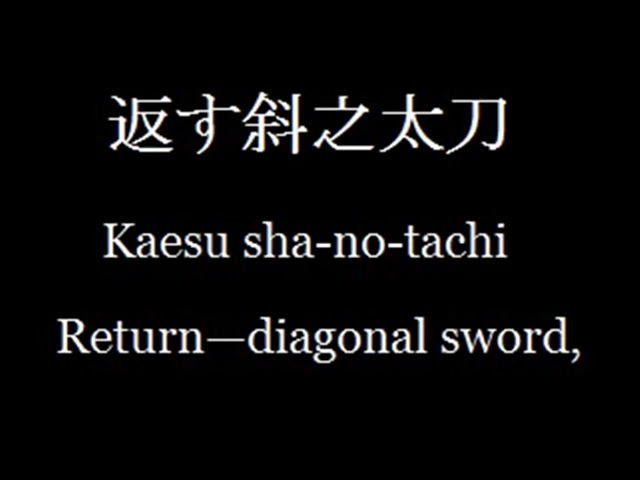 返す斜之太刀
Kaesu sha-no-tachi
Return—diagonal sword,